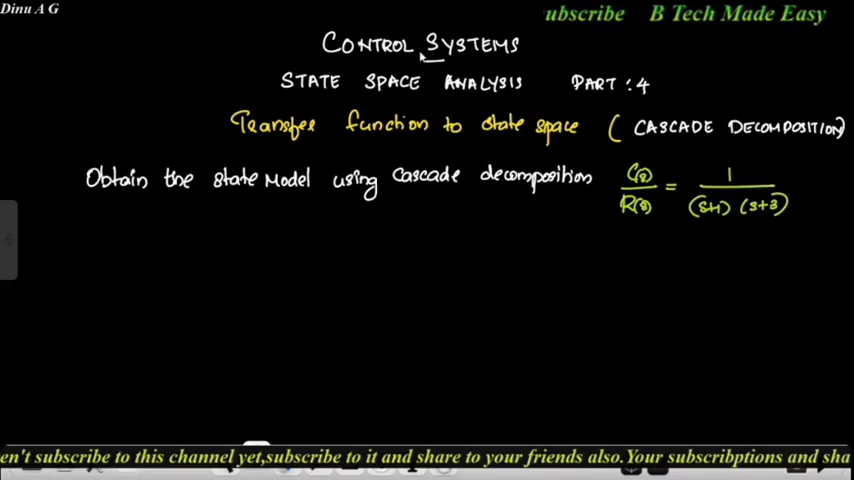 Dinu A G
ubscribe B Tech Made Easy
CONTROL SYSTEMS
STATE SPACE ANALYSIS PART : 4
Transfer function to state space ( CASCADE DECOMPOSITION)
Obtain the state Model using Cascade decomposition C(s)/R(s) = 1/(s+1) (s+3)
en't subscribe to this channel yet,subscribe to it and share to your friends also.Your subscribptions and sha